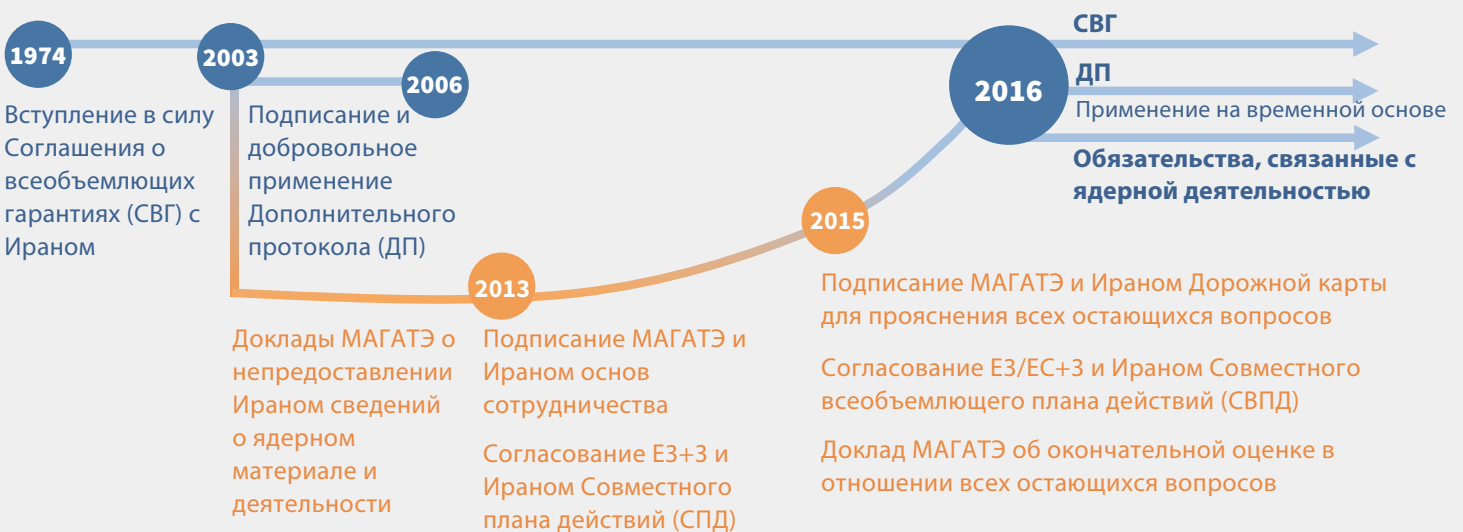 1974
Вступление в силу
Соглашения о
всеобъемлющих
гарантиях (СВГ) с
Ираном
2003
2006
Подписание и
добровольное
применение
Дополнительного
протокола (ДП)
Доклады МАГАТЭ о
непредоставлении
Ираном сведений
о ядерном
материале и
деятельности
2013
Подписание МАГАТЭ и
Ираном основ
сотрудничества
Согласование Е3+3 и
Ираном Совместного
плана действий (СПД)
2015
Подписание МАГАТЭ и Ираном Дорожной карты
для прояснения всех остающихся вопросов
Согласование Е3/ЕС+3 и Ираном Совместного
всеобъемлющего плана действий (СВПД)
Доклад МАГАТЭ об окончательной оценке в
отношении всех остающихся вопросов
2016
СВГ
ДП
Применение на временной основе
Обязательства, связанные с
ядерной деятельностью